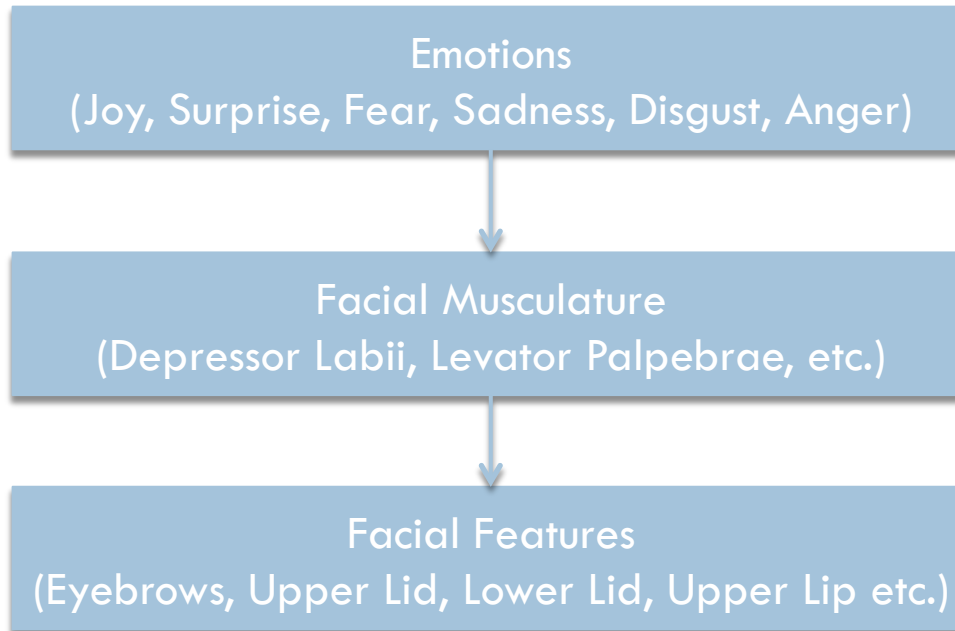 Emotions
(Joy, Surprise, Fear, Sadness, Disgust, Anger)
Facial Musculature
(Depressor Labii, Levator Palpebrae, etc.)
Facial Features
(Eyebrows, Upper Lid, Lower Lid, Upper Lip etc.)